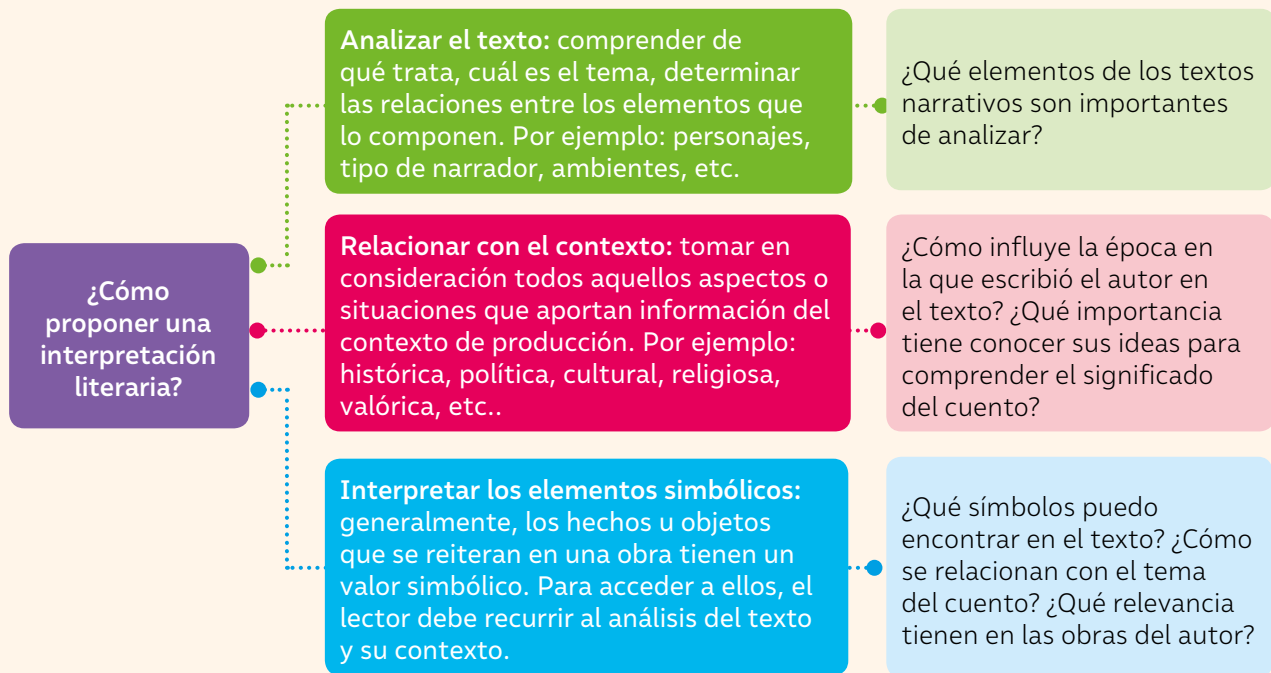 Analizar el texto: comprender de
qué trata, cuál es el tema, determinar
las relaciones entre los elementos que
lo componen. Por ejemplo: personajes,
tipo de narrador, ambientes, etc.
¿Qué elementos de los textos
narrativos son importantes
de analizar?
¿Cómo
proponer una
interpretación
literaria?
Relacionar con el contexto: tomar en
consideración todos aquellos aspectos o
situaciones que aportan información del
contexto de producción. Por ejemplo:
histórica, política, cultural, religiosa,
valórica, etc..
¿Cómo influye la época en
la que escribió el autor en
el texto? ¿Qué importancia
tiene conocer sus ideas para
comprender el significado
del cuento?
Interpretar los elementos simbólicos:
generalmente, los hechos u objetos
que se reiteran en una obra tienen un
valor simbólico. Para acceder a ellos, el
lector debe recurrir al análisis del texto
y su contexto.
¿Qué símbolos puedo
encontrar en el texto? ¿Cómo
se relacionan con el tema
del cuento? ¿Qué relevancia
tienen en las obras del autor?